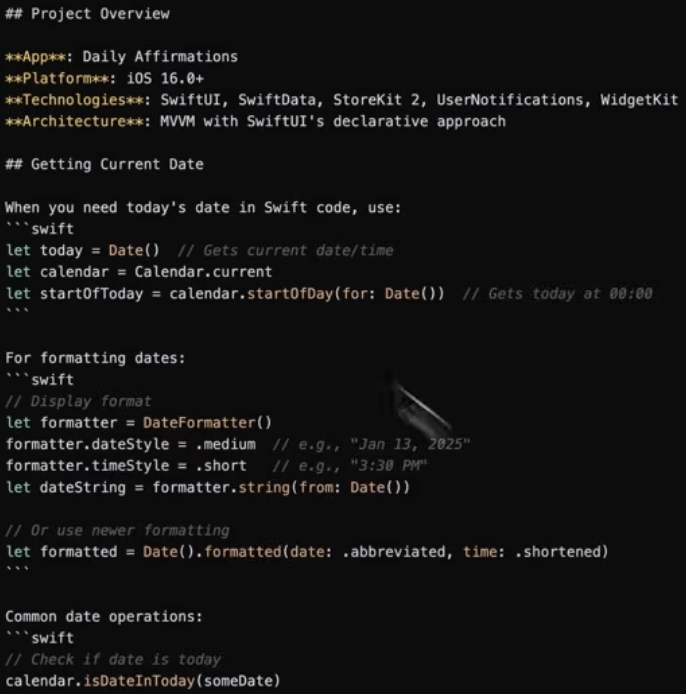 ## Project Overview
**App**: Daily Affirmations
**Platform**: iOS 16.0+
**Technologies**: SwiftUI, SwiftData, StoreKit 2, UserNotifications, WidgetKit
**Architecture**: MVVM with SwiftUI's declarative approach
## Getting Current Date
When you need today's date in Swift code, use:
```swift
let today = Date()  // Gets current date/time
let calendar = Calendar.current
let startOfToday = calendar.startOfDay(for: Date())  // Gets today at 00:00
```
For formatting dates:
```swift
// Display format
let formatter = DateFormatter()
formatter.dateStyle = .medium  // e.g., "Jan 13, 2025"
formatter.timeStyle = .short   // e.g., "3:30 PM"
let dateString = formatter.string(from: Date())
// Or use newer formatting
let formatted = Date().formatted(date: .abbreviated, time: .shortened)
```
Common date operations:
```swift
// Check if date is today
calendar.isDateInToday(someDate)